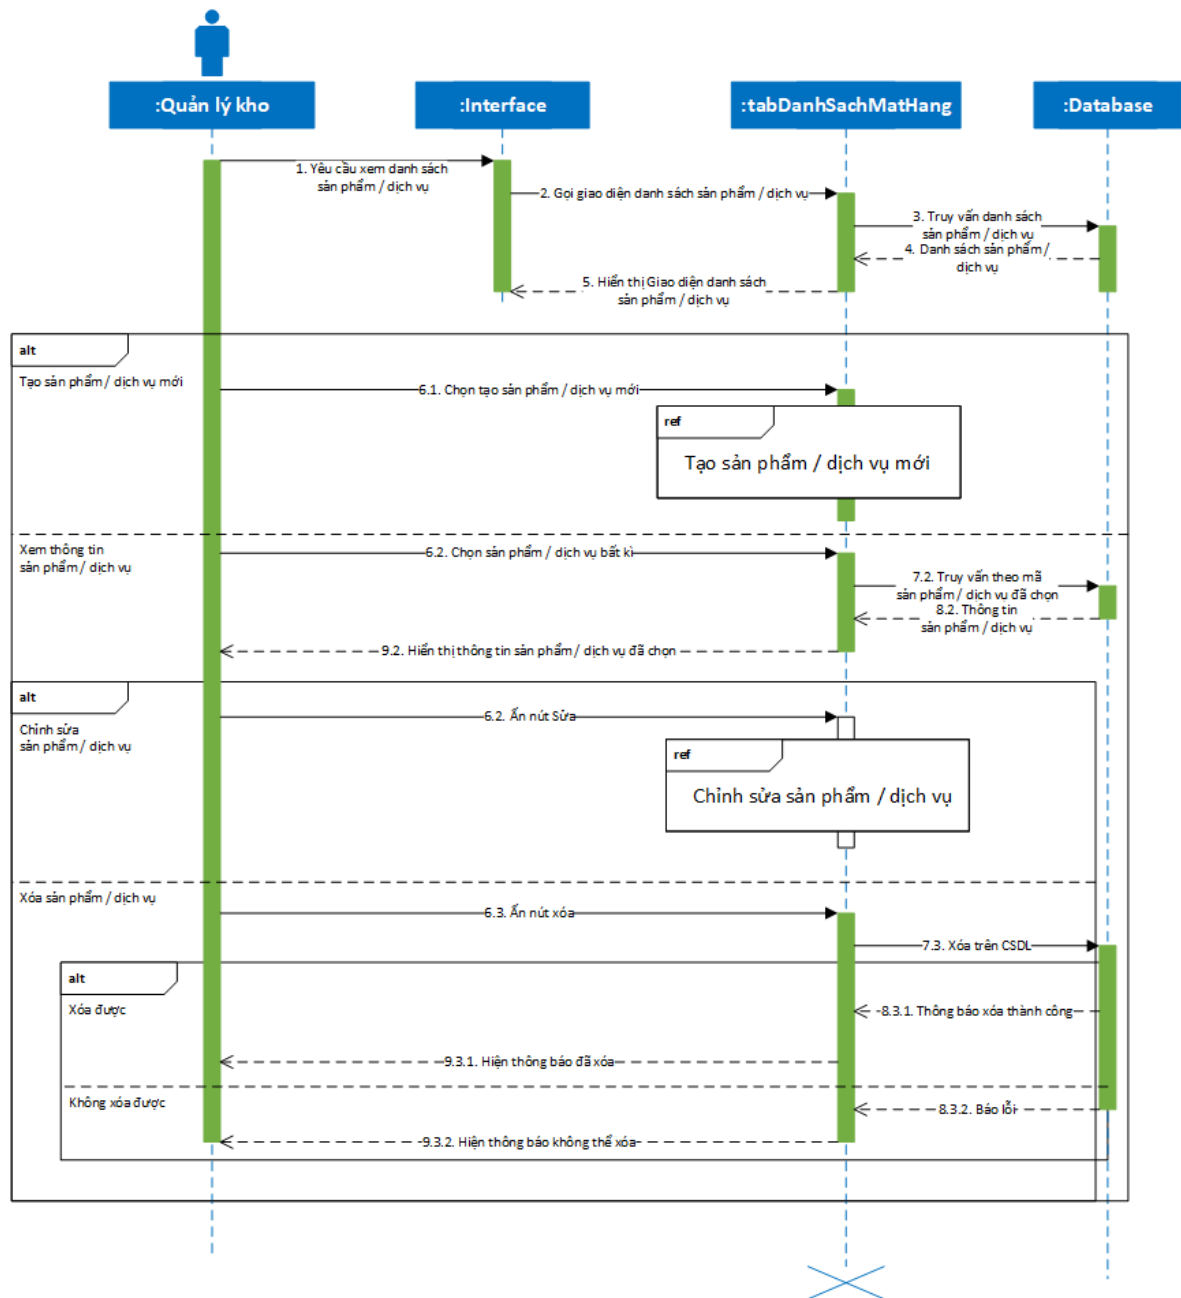 :Quản lý kho
:Interface
:tabDanhSachMatHang
:Database
1. Yêu cầu xem danh sách
sản phẩm / dịch vụ
2. Gọi giao diện danh sách sản phẩm / dịch vụ
3. Truy vấn danh sách
sản phẩm / dịch vụ
4. Danh sách sản phẩm /
dịch vụ
5. Hiển thị Giao diện danh sách
sản phẩm / dịch vụ
alt
Tạo sản phẩm / dịch vụ mới
6.1. Chọn tạo sản phẩm / dịch vụ mới
ref
Tạo sản phẩm / dịch vụ mới
Xem thông tin
sản phẩm / dịch vụ
6.2. Chọn sản phẩm / dịch vụ bất kì
7.2. Truy vấn theo mã
sản phẩm / dịch vụ đã chọn
8.2. Thông tin
sản phẩm / dịch vụ
9.2. Hiển thị thông tin sản phẩm / dịch vụ đã chọn
alt
Chỉnh sửa
sản phẩm / dịch vụ
6.2. Ấn nút Sửa
ref
Chỉnh sửa sản phẩm / dịch vụ
Xóa sản phẩm / dịch vụ
6.3. Ấn nút xóa
7.3. Xóa trên CSDL
alt
Xóa được
8.3.1. Thông báo xóa thành công
9.3.1. Hiện thông báo đã xóa
Không xóa được
8.3.2. Báo lỗi
9.3.2. Hiện thông báo không thể xóa